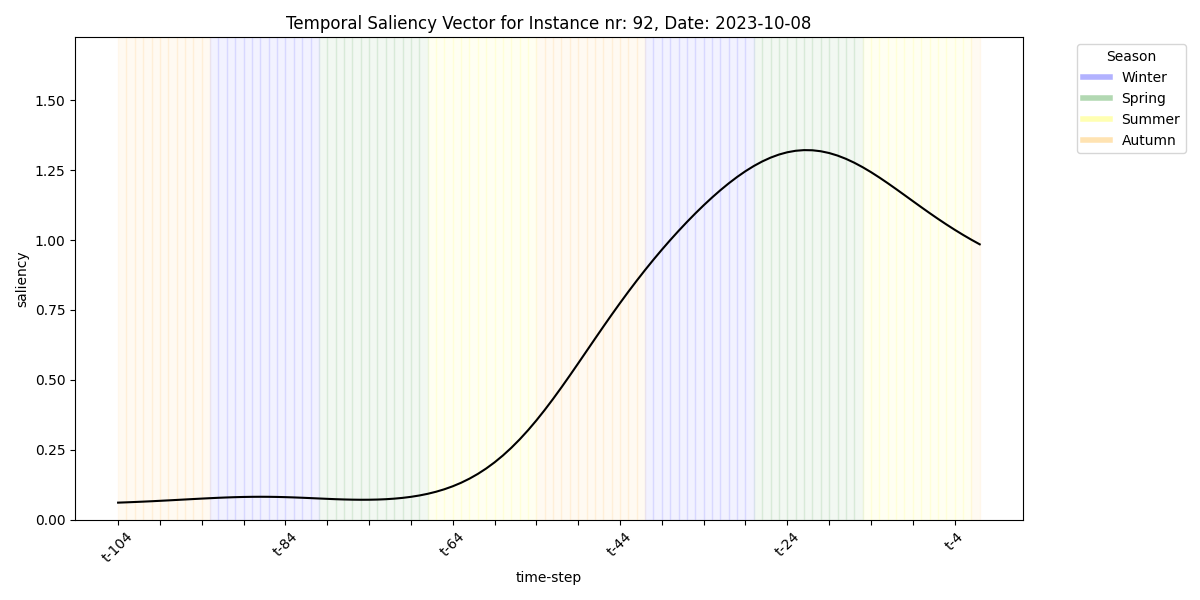 Temporal Saliency Vector for Instance nr: 92, Date: 2023-10-08
Season
Winter
Spring
Summer
Autumn
1.50
1.25
1.00
0.75
0.50
0.25
0.00
saliency
t-104
t-84
t-64
t-44
t-24
t-4
time-step